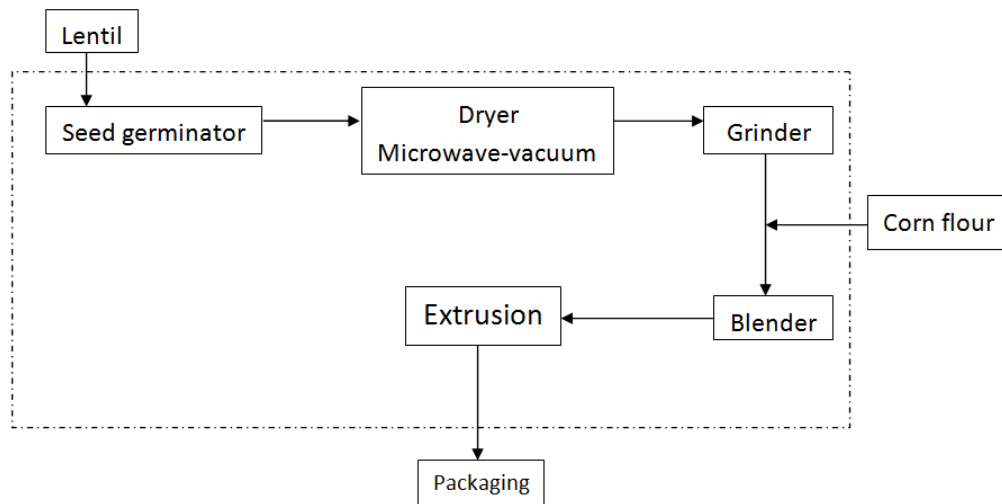 Lentil
Seed germinator
Dryer
Microwave-vacuum
Grinder
Corn flour
Blender
Extrusion
Packaging